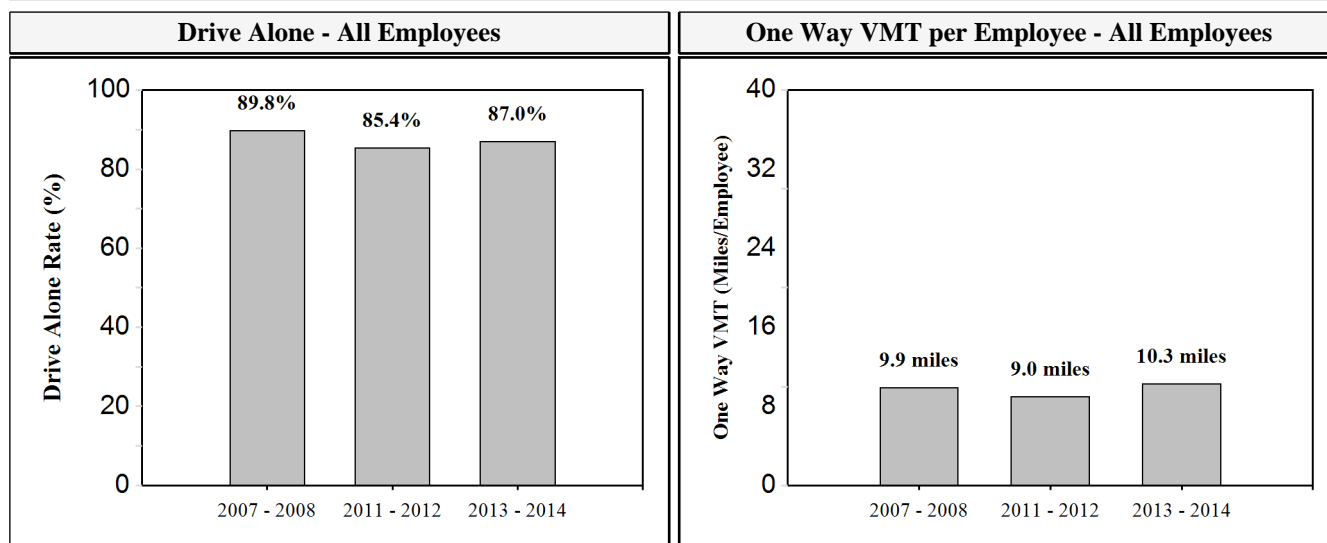 Drive Alone - All Employees
Drive Alone Rate (%)
100
80
60
40
20
0
89.8%
85.4%
87.0%
2007 - 2008
2011 - 2012
2013 - 2014
One Way VMT per Employee - All Employees
One Way VMT (Miles/Employee)
40
32
24
16
8
0
9.9 miles
9.0 miles
10.3 miles
2007 - 2008
2011 - 2012
2013 - 2014